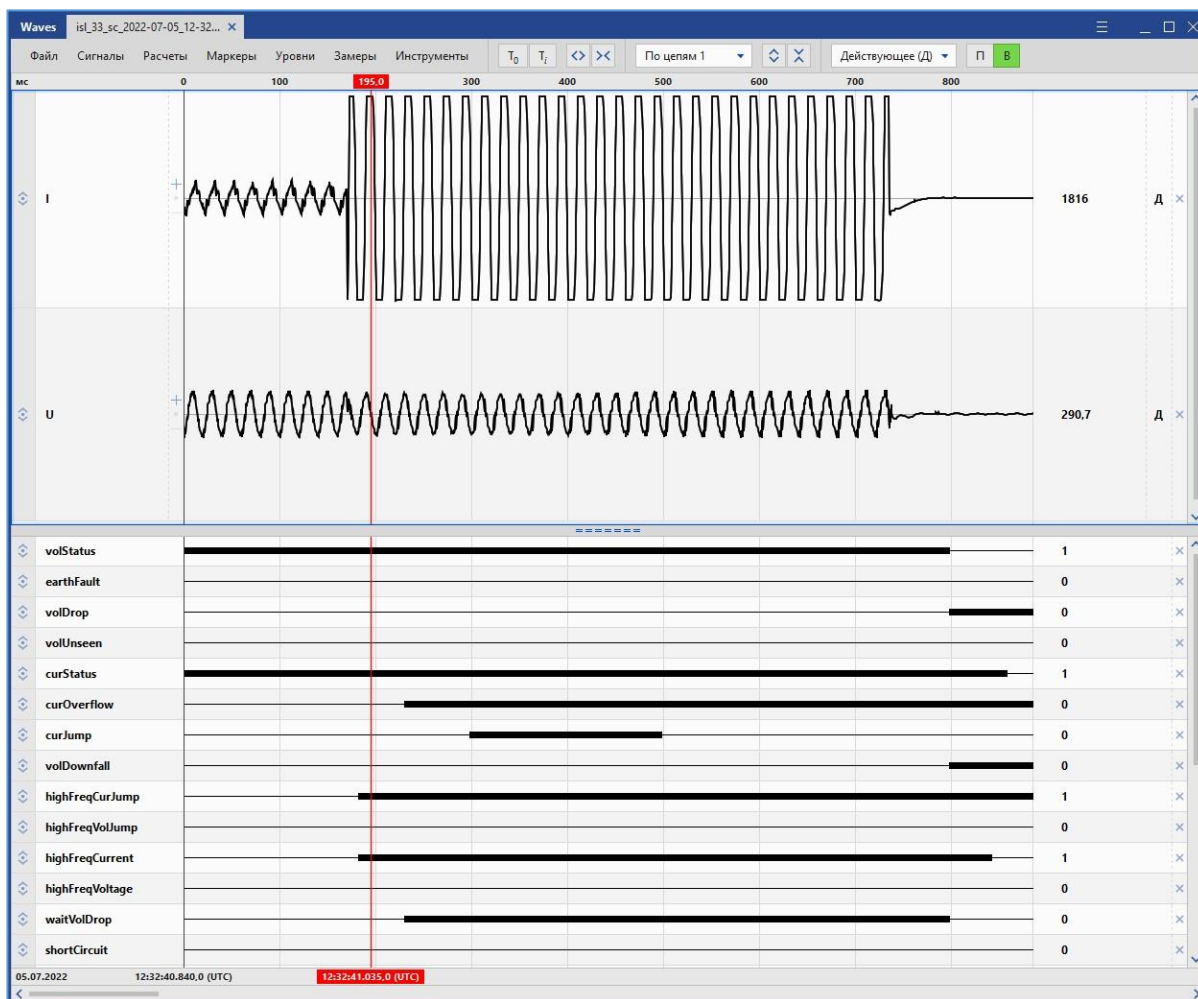 Waves isl_33_sc_2022-07-05_12-32... ×
Файл Сигналы Расчеты Маркеры Уровни Замеры Инструменты T0 Ti <> >< По цепям 1 Действующее (Д) П В
мс 0 195,0 300 400 500 600 700 800
100
I 1816 Д
U 290,7 Д
volStatus 1
earthFault 0
volDrop 0
volUnseen 0
curStatus 1
curOverflow 0
curJump 0
volDownfall 0
highFreqCurJump 1
highFreqVolJump 0
highFreqCurrent 1
highFreqVoltage 0
waitVolDrop 0
shortCircuit 0
05.07.2022 12:32:40.840,0 (UTC) 12:32:41.035,0 (UTC)